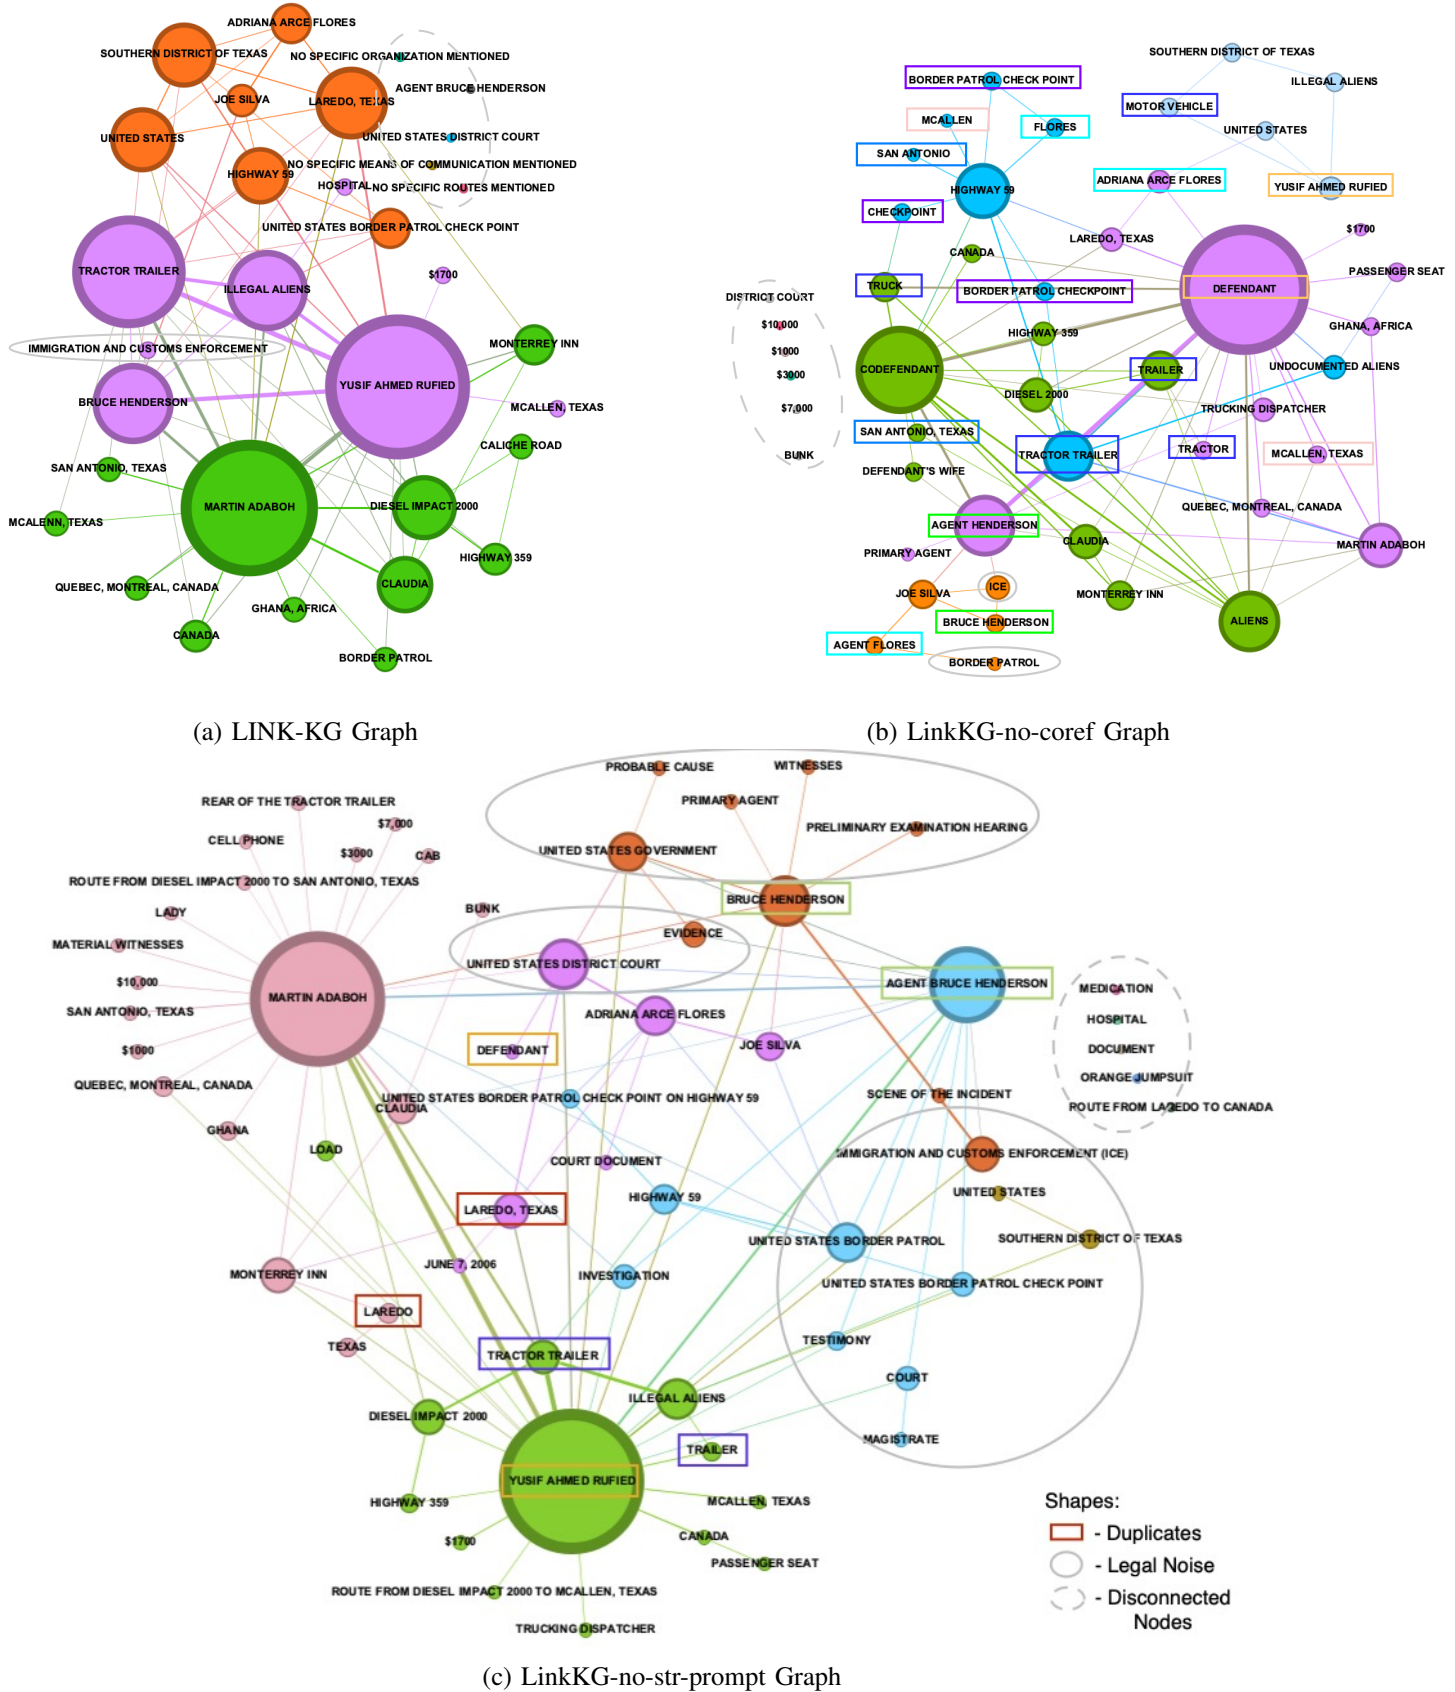 ADRIANA ARCE FLORES
SOUTHERN DISTRICT OF TEXAS
NO SPECIFIC ORGANIZATION MENTIONED
AGENT BRUCE HENDERSON
JOE SILVA
LAREDO, TEXAS
UNITED STATES
UNITED STATES DISTRICT COURT
NO SPECIFIC MEANS OF COMMUNICATION MENTIONED
HIGHWAY 59
HOSPITAL
NO SPECIFIC ROUTES MENTIONED
UNITED STATES BORDER PATROL CHECK POINT
TRACTOR TRAILER
$1700
ILLEGAL ALIENS
MONTERREY INN
IMMIGRATION AND CUSTOMS ENFORCEMENT
YUSIF AHMED RUFIED
BRUCE HENDERSON
MCALLEN, TEXAS
CALICHE ROAD
SAN ANTONIO, TEXAS
MARTIN ADABOH
DIESEL IMPACT 2000
MCALENN, TEXAS
HIGHWAY 359
QUEBEC, MONTREAL, CANADA
CLAUDIA
GHANA, AFRICA
CANADA
BORDER PATROL
(a) LINK-KG Graph
SOUTHERN DISTRICT OF TEXAS
BORDER PATROL CHECK POINT
ILLEGAL ALIENS
MOTOR VEHICLE
MCALLEN
FLORES
UNITED STATES
SAN ANTONIO
ADRIANA ARCE FLORES
YUSIF AHMED RUFIED
HIGHWAY 59
CHECKPOINT
$1700
LAREDO, TEXAS
CANADA
PASSENGER SEAT
TRUCK
BORDER PATROL CHECKPOINT
DEFENDANT
DISTRICT COURT
$10,000
GHANA, AFRICA
HIGHWAY 359
$1000
CODEFENDANT
TRAILER
UNDOCUMENTED ALIENS
$3000
DIESEL 2000
$7,000
TRUCKING DISPATCHER
SAN ANTONIO, TEXAS
TRACTOR
MCALLEN, TEXAS
BUNK
TRACTOR TRAILER
DEFENDANT'S WIFE
QUEBEC, MONTREAL, CANADA
AGENT HENDERSON
CLAUDIA
MARTIN ADABOH
PRIMARY AGENT
ICE
JOE SILVA
MONTERREY INN
BRUCE HENDERSON
ALIENS
AGENT FLORES
BORDER PATROL
(b) LinkKG-no-coref Graph
PROBABLE CAUSE
WITNESSES
REAR OF THE TRACTOR TRAILER
PRIMARY AGENT
$7,000
PRELIMINARY EXAMINATION HEARING
CELL PHONE
$3000
CAB
UNITED STATES GOVERNMENT
ROUTE FROM DIESEL IMPACT 2000 TO SAN ANTONIO, TEXAS
BRUCE HENDERSON
LADY
BUNK
EVIDENCE
MATERIAL WITNESSES
UNITED STATES DISTRICT COURT
$10,000
AGENT BRUCE HENDERSON
MEDICATION
MARTIN ADABOH
SAN ANTONIO, TEXAS
ADRIANA ARCE FLORES
HOSPITAL
$1000
DEFENDANT
JOE SILVA
DOCUMENT
ORANGE JUMPSUIT
QUEBEC, MONTREAL, CANADA
UNITED STATES BORDER PATROL CHECK POINT ON HIGHWAY 59
SCENE OF THE INCIDENT
CLAUDIA
ROUTE FROM LAREDO TO CANADA
GHANA
LOAD
COURT DOCUMENT
IMMIGRATION AND CUSTOMS ENFORCEMENT (ICE)
HIGHWAY 59
UNITED STATES
LAREDO, TEXAS
UNITED STATES BORDER PATROL
SOUTHERN DISTRICT OF TEXAS
JUNE 7, 2006
MONTERREY INN
INVESTIGATION
UNITED STATES BORDER PATROL CHECK POINT
LAREDO
TEXAS
TESTIMONY
TRACTOR TRAILER
COURT
ILLEGAL ALIENS
DIESEL IMPACT 2000
MAGISTRATE
TRAILER
YUSIF AHMED RUFIED
HIGHWAY 359
MCALLEN, TEXAS
$1700
CANADA
PASSENGER SEAT
ROUTE FROM DIESEL IMPACT 2000 TO MCALLEN, TEXAS
TRUCKING DISPATCHER
Shapes:
- Duplicates
- Legal Noise
- Disconnected
Nodes
(c) LinkKG-no-str-prompt Graph